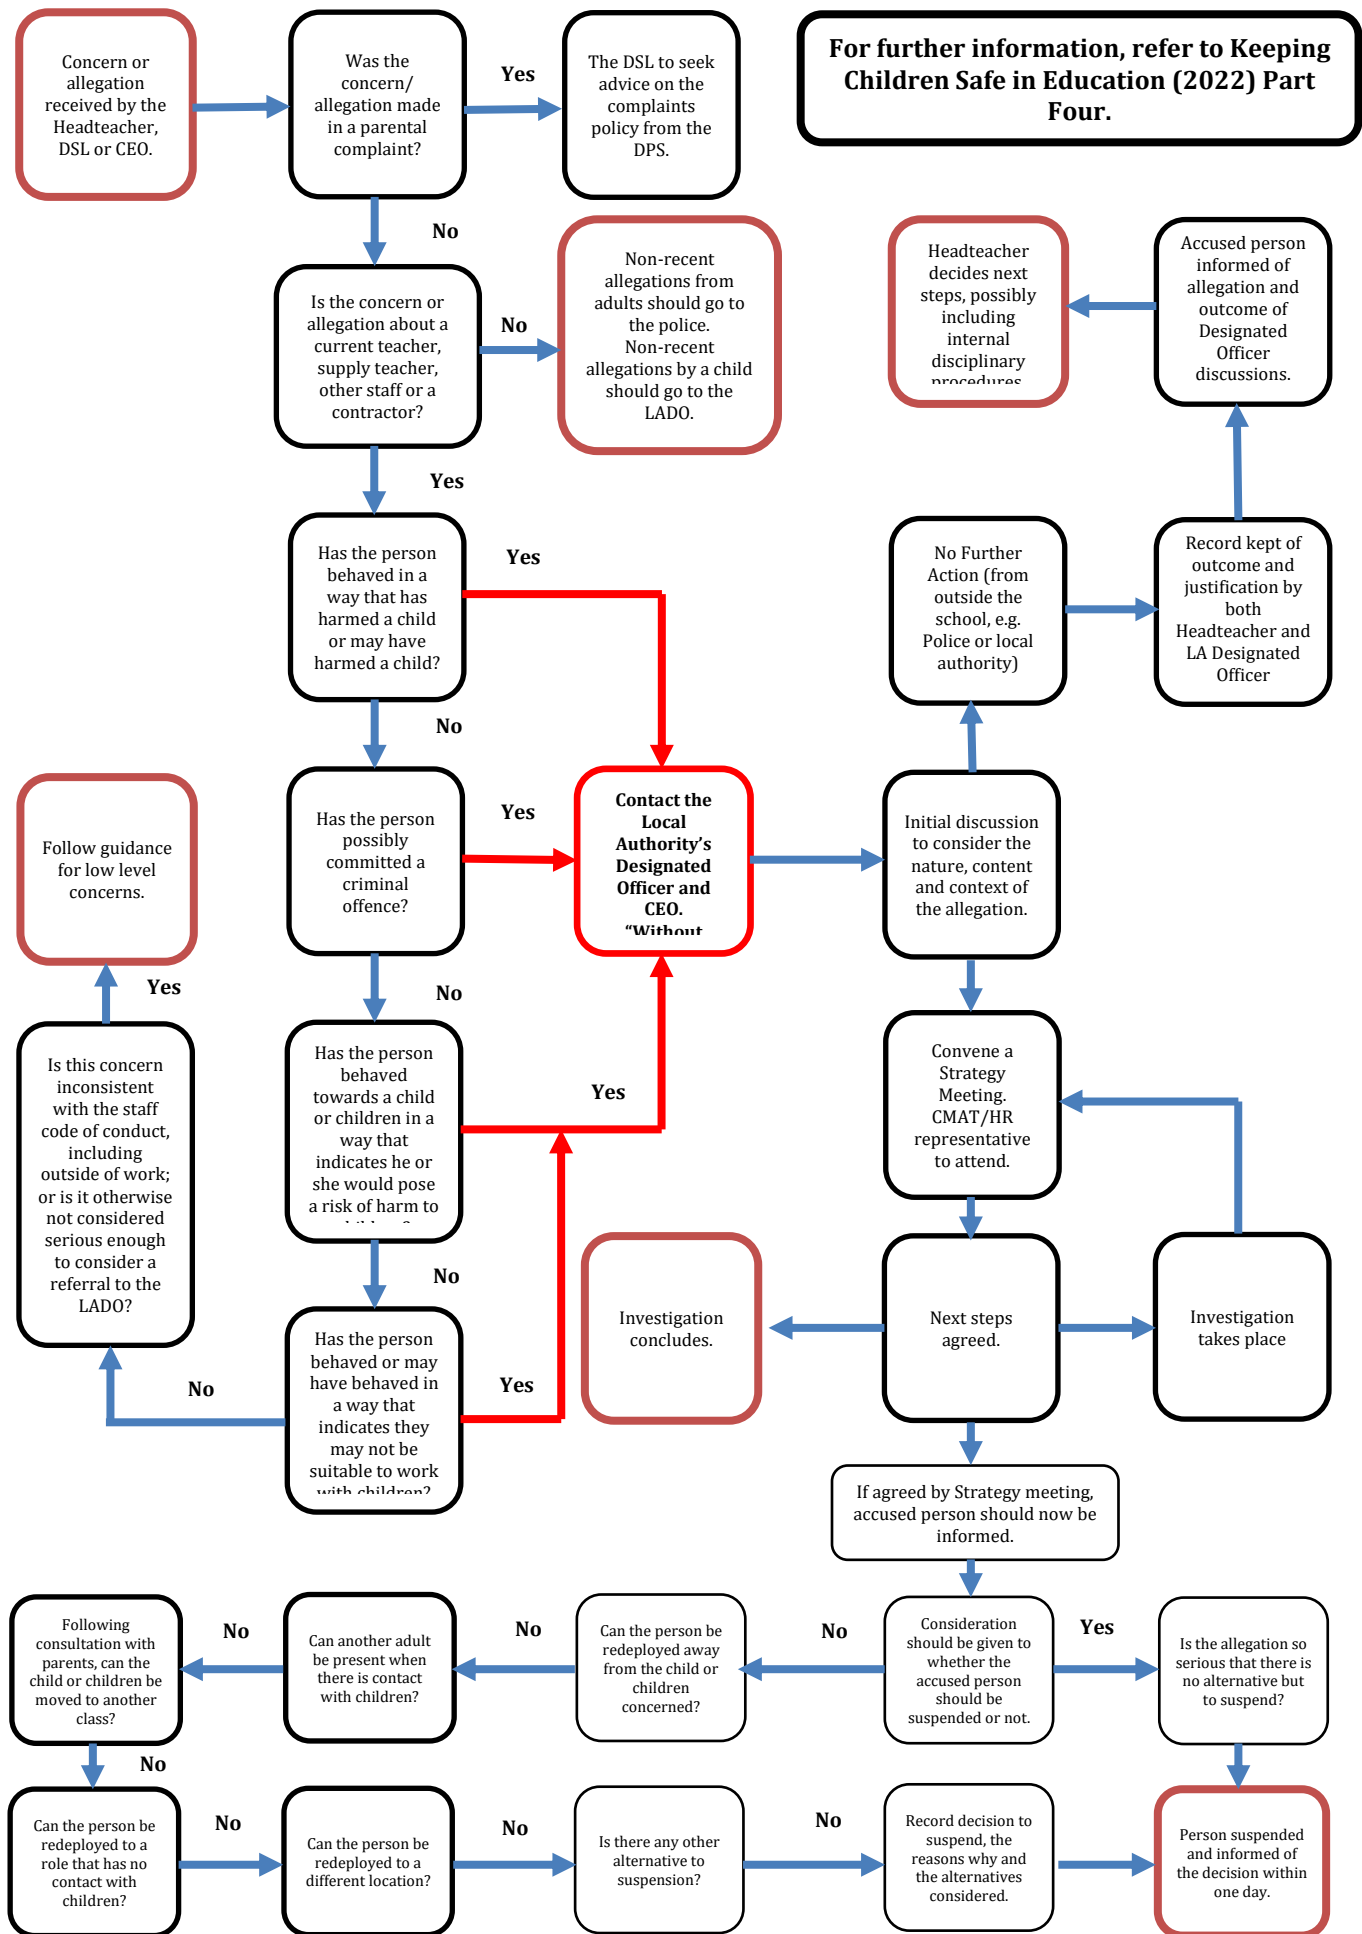 Concern or
allegation
received by the
Headteacher,
DSL or CEO.
Was the
concern/
allegation made
in a parental
complaint?
Yes
The DSL to seek
advice on the
complaints
policy from the
DPS.
For further information, refer to Keeping
Children Safe in Education (2022) Part
Four.
No
Is the concern or
allegation about a
current teacher,
supply teacher,
other staff or a
contractor?
No
Non-recent
allegations from
adults should go to
the police.
Non-recent
allegations by a child
should go to the
LADO.
Headteacher
decides next
steps, possibly
including
internal
disciplinary
procedures
Accused person
informed of
allegation and
outcome of
Designated
Officer
discussions.
Yes
Has the person
behaved in a
way that has
harmed a child
or may have
harmed a child?
Yes
No Further
Action (from
outside the
school, e.g.
Police or local
authority)
Record kept of
outcome and
justification by
both
Headteacher and
LA Designated
Officer
No
Has the person
possibly
committed a
criminal
offence?
Yes
Contact the
Local
Authority’s
Designated
Officer and
CEO.
“Without
Initial discussion
to consider the
nature, content
and context of
the allegation.
Follow guidance
for low level
concerns.
Yes
No
Is this concern
inconsistent
with the staff
code of conduct,
including
outside of work;
or is it otherwise
not considered
serious enough
to consider a
referral to the
LADO?
Has the person
behaved
towards a child
or children in a
way that
indicates he or
she would pose
a risk of harm to
Yes
Convene a
Strategy
Meeting.
CMAT/HR
representative
to attend.
No
Has the person
behaved or may
have behaved in
a way that
indicates they
may not be
suitable to work
with children?
No
Yes
Investigation
concludes.
Next steps
agreed.
Investigation
takes place
If agreed by Strategy meeting,
accused person should now be
informed.
Following
consultation with
parents, can the
child or children be
moved to another
class?
No
Can another adult
be present when
there is contact
with children?
No
Can the person be
redeployed away
from the child or
children
concerned?
No
Consideration
should be given to
whether the
accused person
should be
suspended or not.
Yes
Is the allegation so
serious that there is
no alternative but
to suspend?
No
Can the person be
redeployed to a
role that has no
contact with
children?
No
Can the person be
redeployed to a
different location?
No
Is there any other
alternative to
suspension?
No
Record decision to
suspend, the
reasons why and
the alternatives
considered.
Person suspended
and informed of
the decision within
one day.